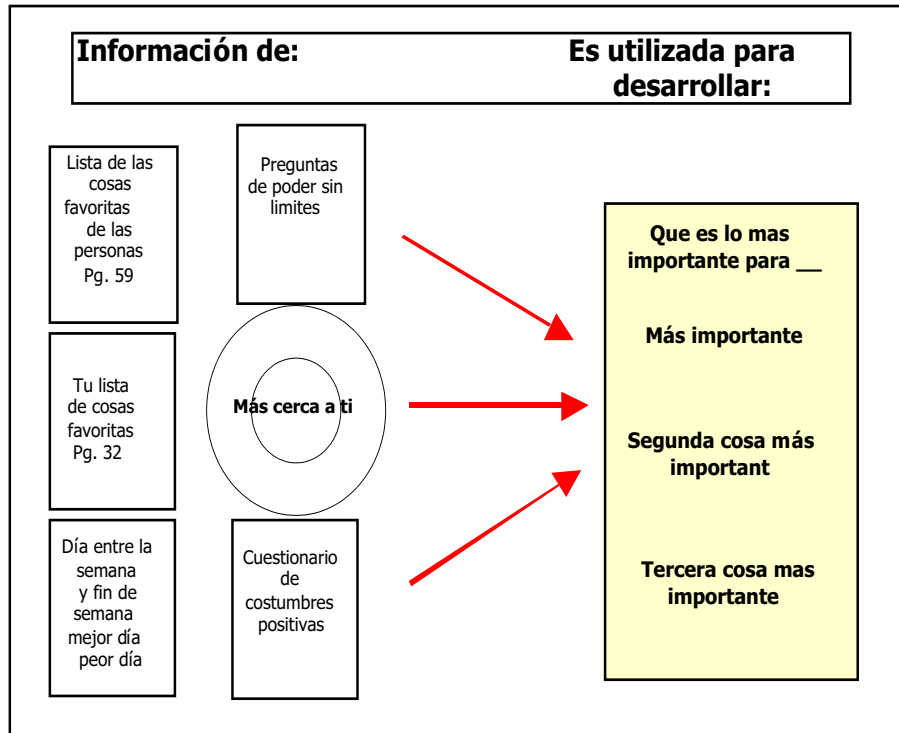 Información de:
Es utilizada para
desarrollar:
Lista de las
cosas
favoritas
de las
personas
Pg. 59
Preguntas
de poder sin
limites
Tu lista
de cosas
favoritas
Pg. 32
Más cerca a ti
Día entre la
semana
y fin de
semana
mejor día
peor día
Cuestionario
de
costumbres
positivas
Que es lo mas
importante para __
Más importante
Segunda cosa más
important
Tercera cosa mas
importante